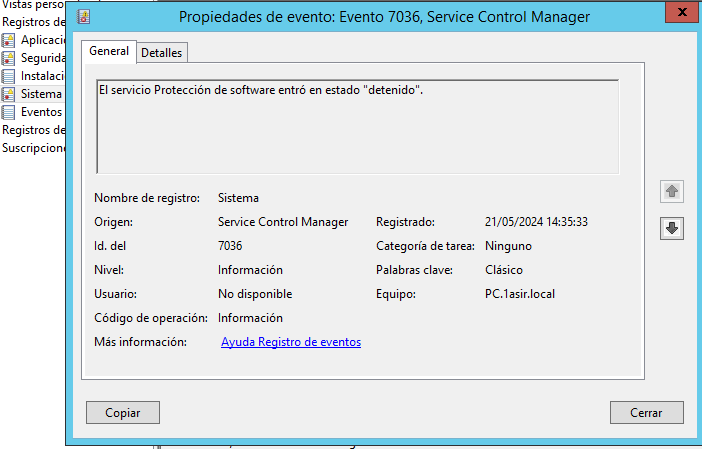 Vistas perso
Registros de
Aplicació
Seguridad
Instalaci
Sistema
Eventos
Registros de
Suscripcion
Propiedades de evento: Evento 7036, Service Control Manager
x
General
Detalles
El servicio Protección de software entró en estado "detenido".
Nombre de registro: Sistema
Origen: Service Control Manager Registrado: 21/05/2024 14:35:33
Id. del 7036 Categoría de tarea: Ninguno
Nivel: Información Palabras clave: Clásico
Usuario: No disponible Equipo: PC.1asir.local
Código de operación: Información
Más información: Ayuda Registro de eventos
Copiar
Cerrar